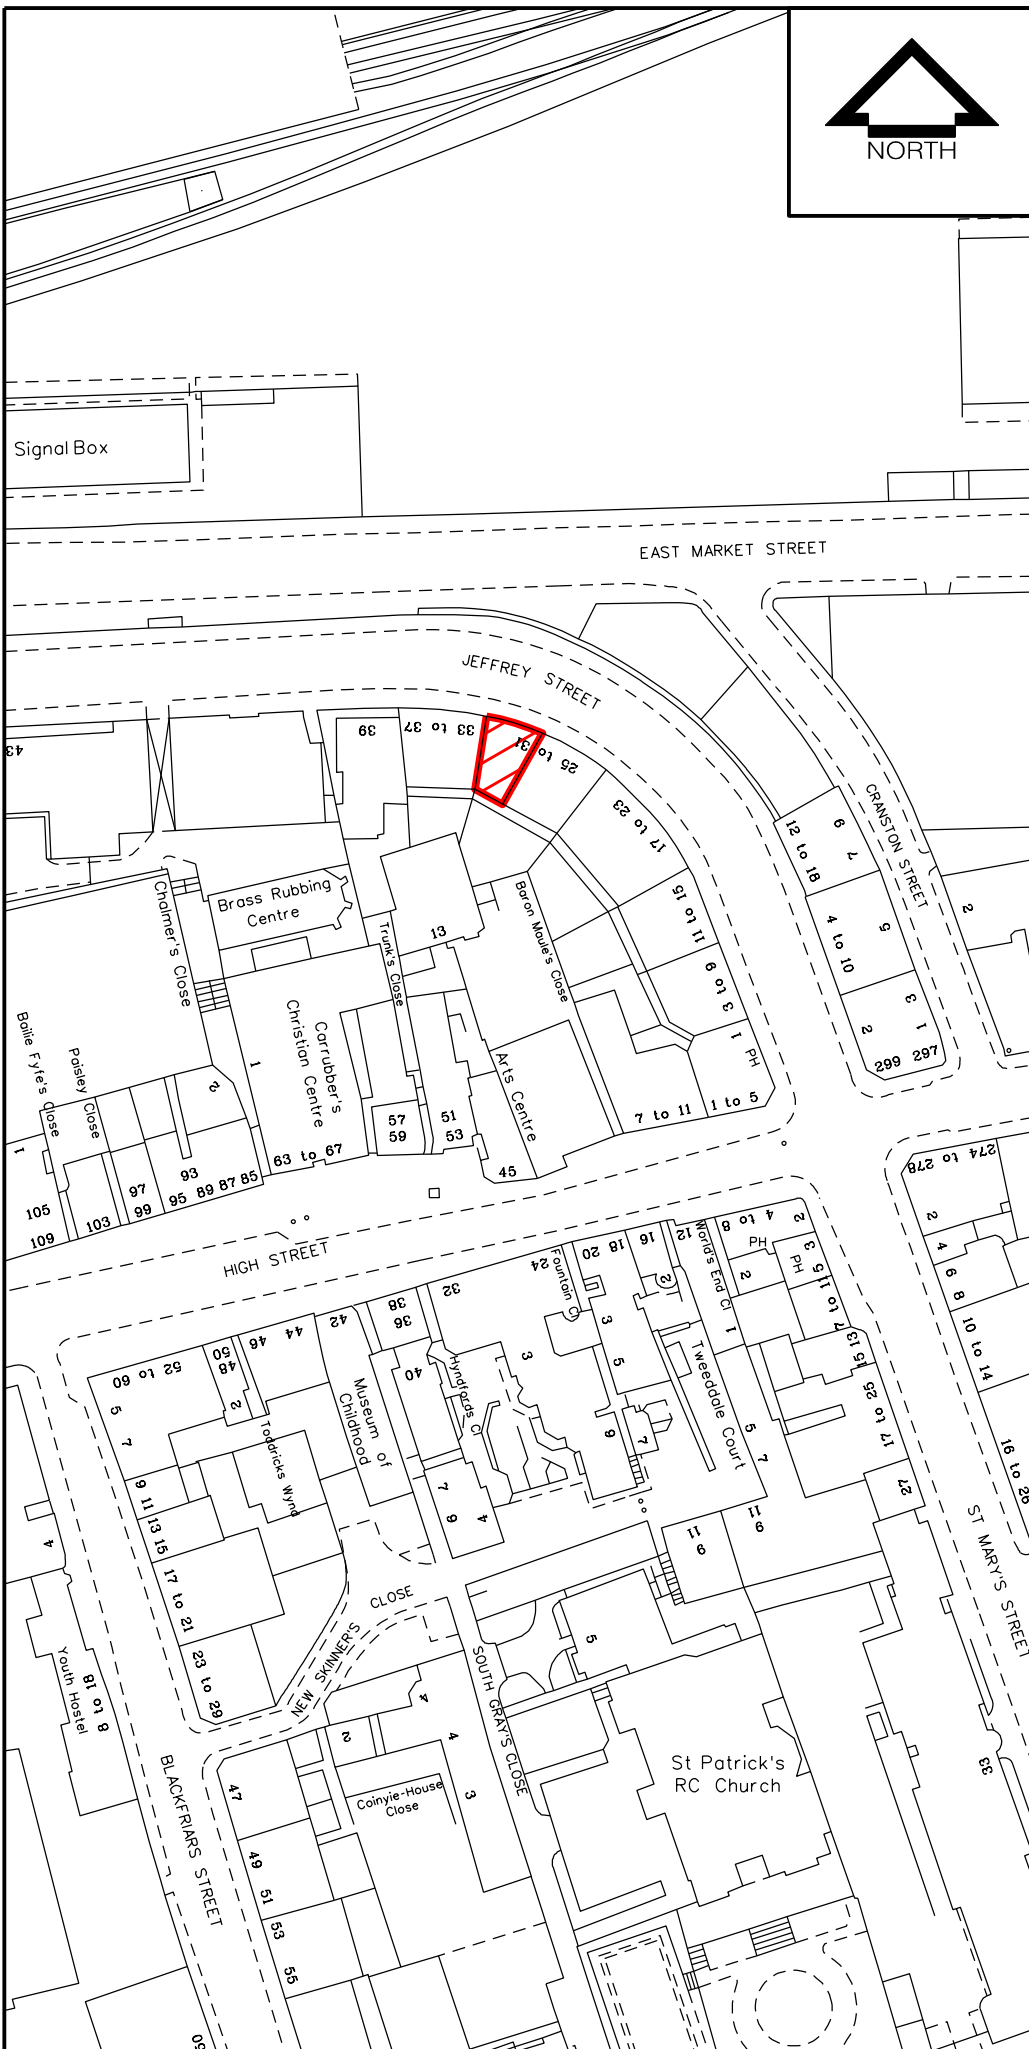 NORTH
Signal Box
EAST MARKET STREET
JEFFREY STREET
CRANSTON STREET
43
39
33 to 37
25 to 31
17 to 23
11 to 15
3 to 9
1
PH
12 to 18
9
7
4 to 10
5
2
3
1
2
299 297
Chalmer's Close
Brass Rubbing
Centre
Trunk's Close
13
Baron Maule's Close
Bailie Fyfe's Close
Paisley Close
2
1
Carrubber's
Christian Centre
Arts Centre
7 to 11
1 to 5
57
59
51
53
63 to 67
45
1
105
109
103
97
99
93
95 89 87 85
HIGH STREET
274 to 278
2
4
6
8
10 to 14
16 to 26
24
20
18
16
12
World's End Cl
4 to 8
PH
2
3
5
PH
2
7 to 11
13
15
17 to 25
27
Fountain Cl
3
5
2
1
Tweeddale Court
5
7
32
38
36
40
42
44
46
50
48
2
52 to 60
5
7
9
11
13
15
17 to 21
23 to 29
Toddricks Wynd
Museum of
Childhood
Hyndfords Cl
3
7
6
4
9
7
11
9
11
9
4
8 to 18
Youth Hostel
NEW SKINNER'S
CLOSE
SOUTH GRAY'S CLOSE
5
ST MARY'S STREET
33
St Patrick's
RC Church
4
2
4
3
Coinyie-House
Close
BLACKFRIARS STREET
47
49
51
53
55